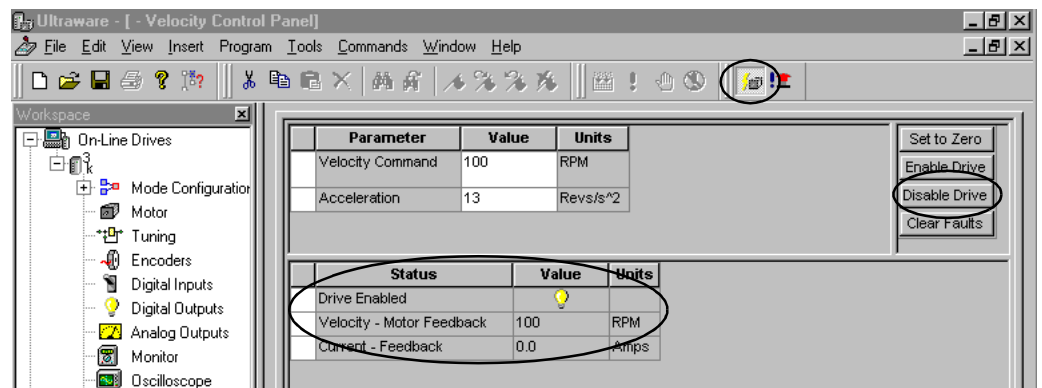 Ultraware - [ - Velocity Control Panel]
File Edit View Insert Program Tools Commands Window Help
Workspace
On-Line Drives
3k
Mode Configuration
Motor
Tuning
Encoders
Digital Inputs
Digital Outputs
Analog Outputs
Monitor
Oscilloscope
Parameter Value Units
Velocity Command 100 RPM
Acceleration 13 Revs/s^2
Set to Zero
Enable Drive
Disable Drive
Clear Faults
Status Value Units
Drive Enabled
Velocity - Motor Feedback 100 RPM
Current - Feedback 0.0 Amps